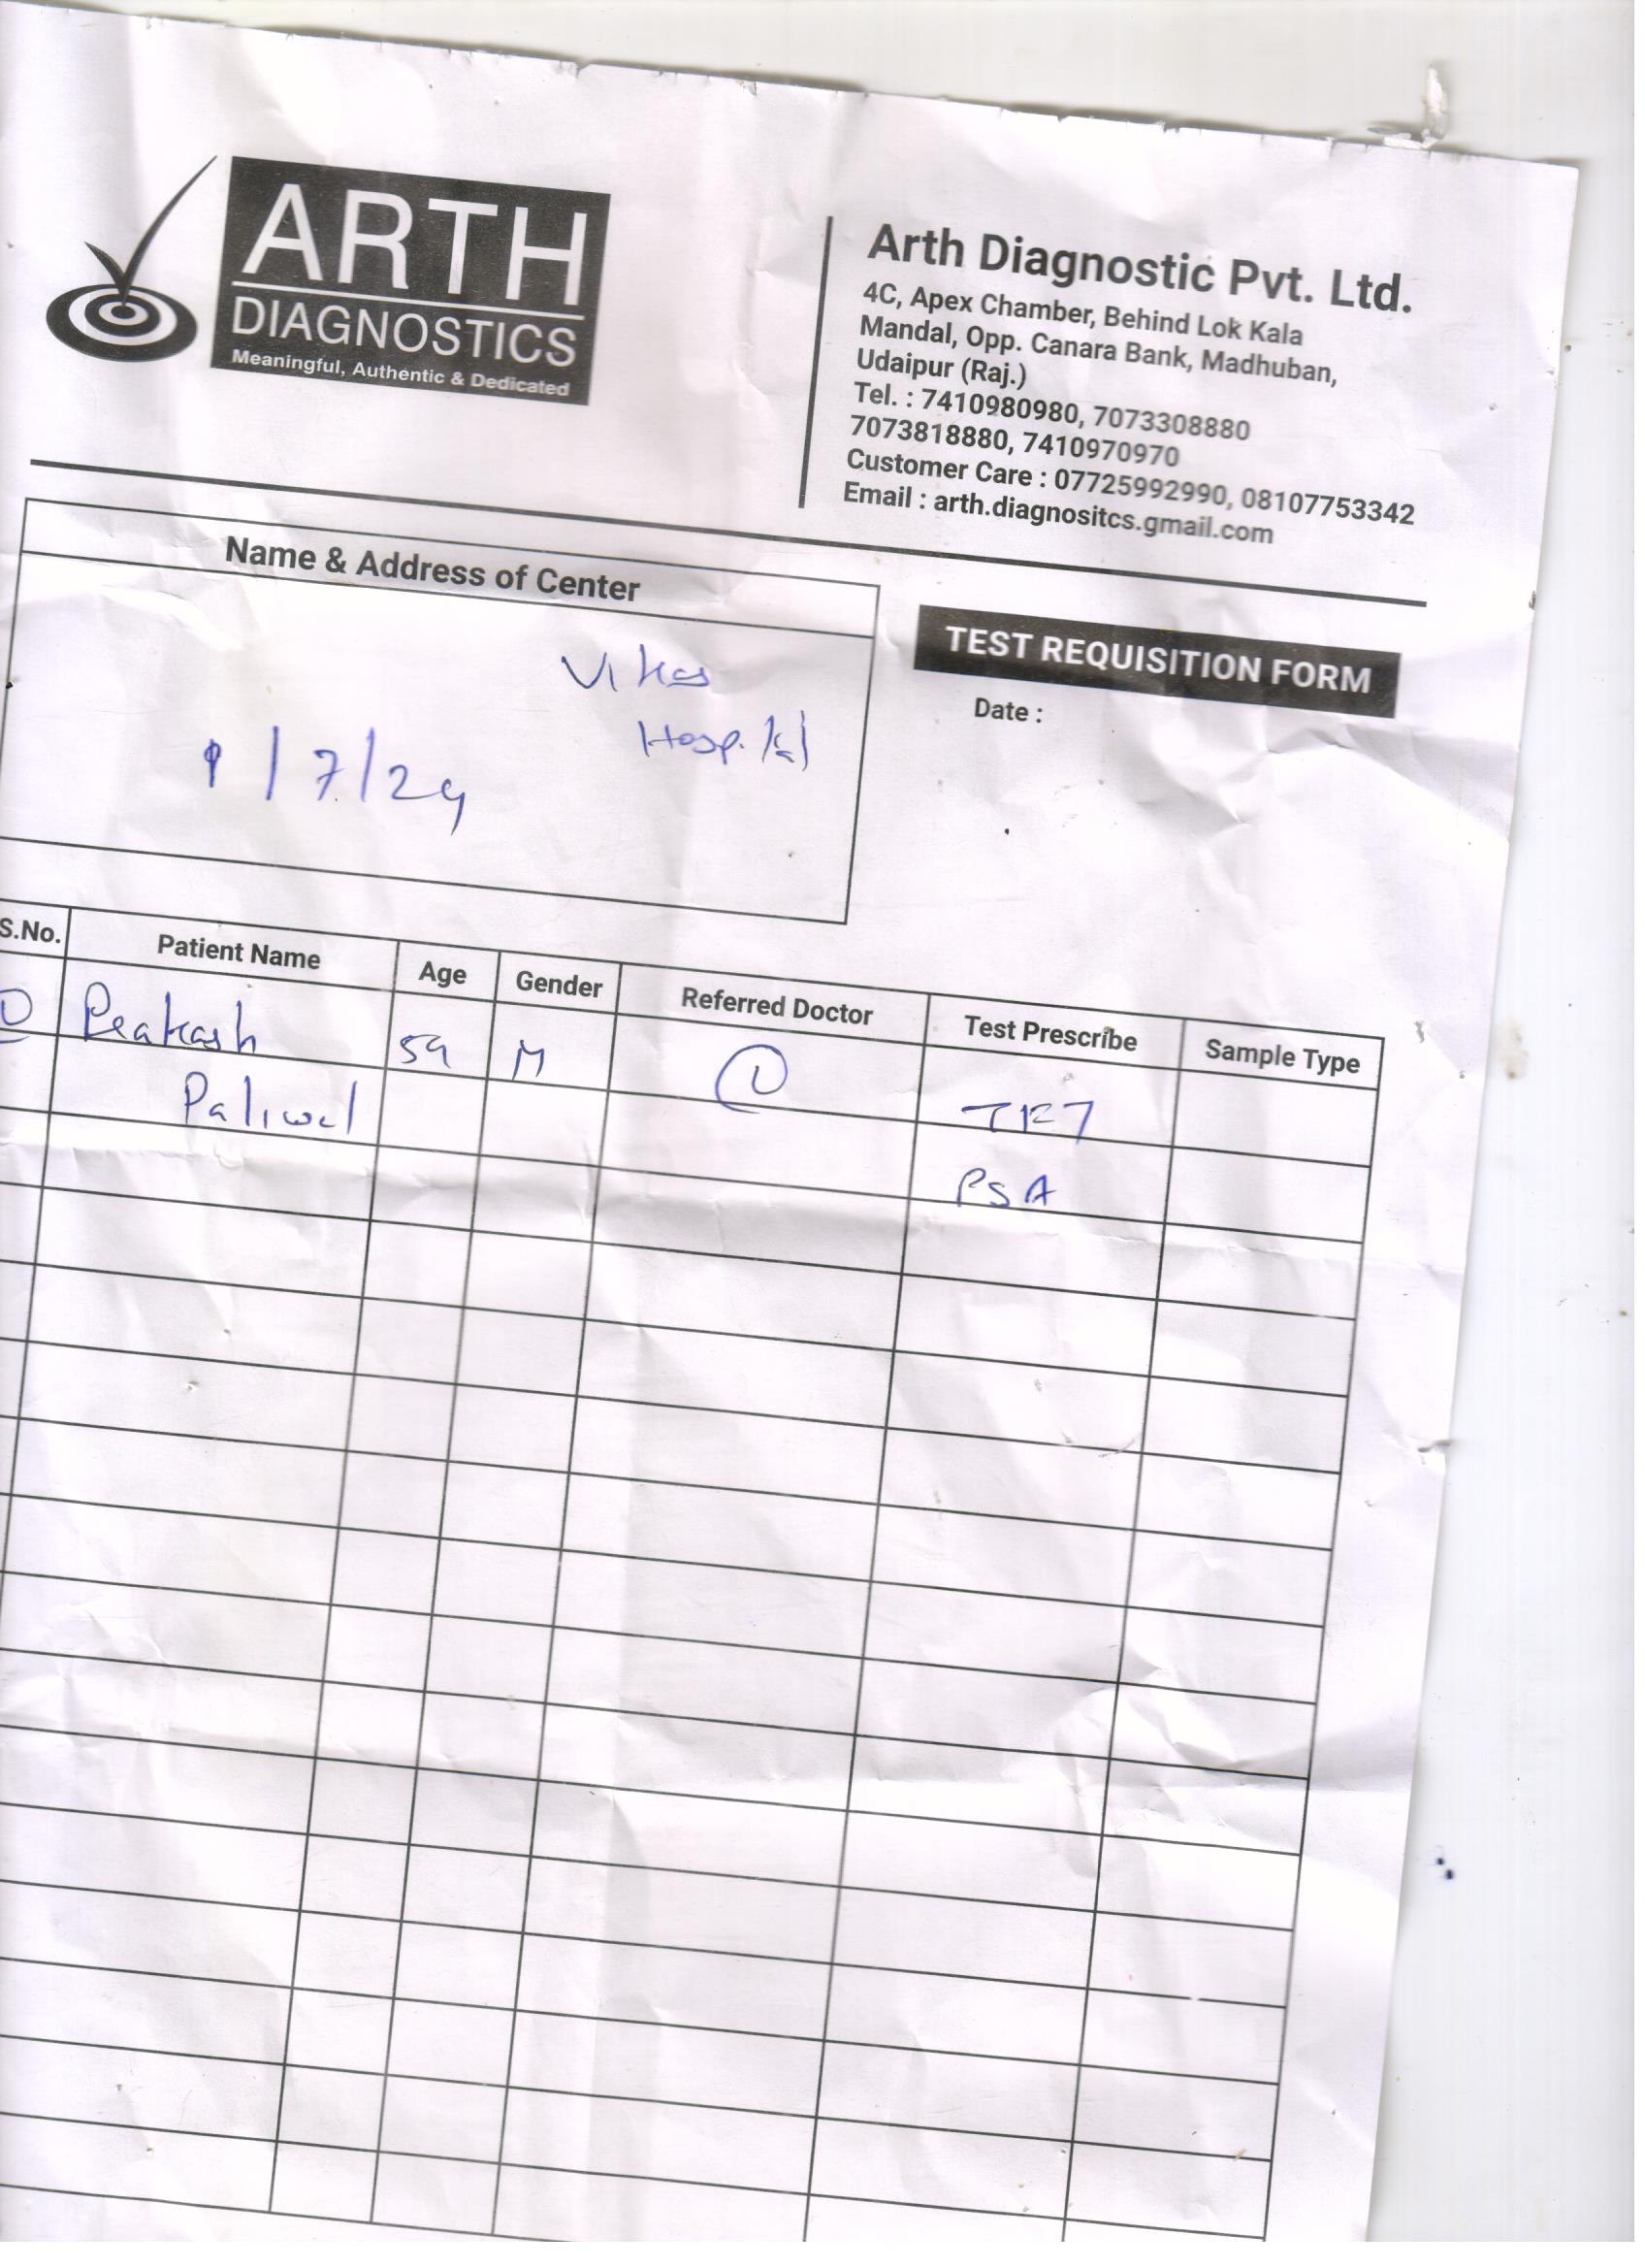 ARTH
DIAGNOSTICS
Meaningful, Authentic & Dedicated
Arth Diagnostic Pvt. Ltd.
4C, Apex Chamber, Behind Lok Kala
Mandal, Opp. Canara Bank, Madhuban,
Udaipur (Raj.)
Tel. : 7410980980, 7073308880
7073818880, 7410970970
Customer Care : 07725992990, 08107753342
Email : arth.diagnositcs.gmail.com
Name & Address of Center
Vikas
Hospital
/7/24
TEST REQUISITION FORM
Date :
S.No. Patient Name Age Gender Referred Doctor Test Prescribe Sample Type
Prakash 59 M TFT
Paliwal PSA